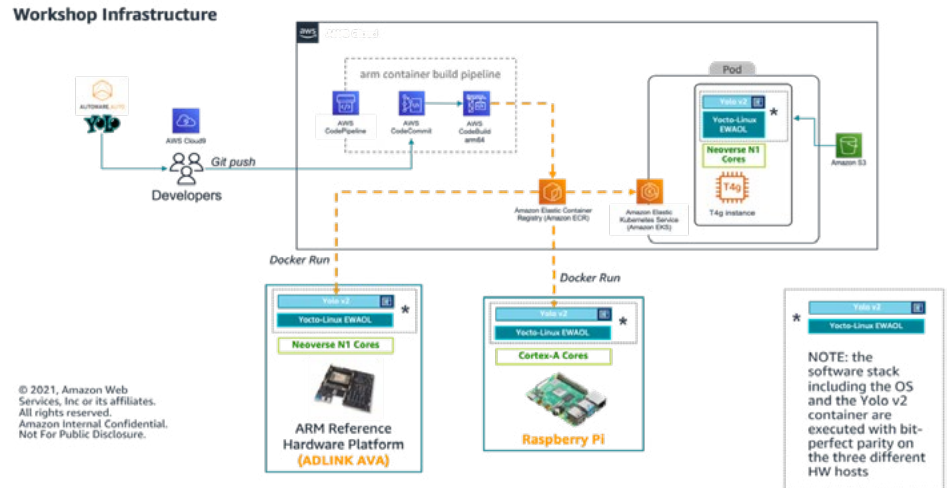 Workshop Infrastructure
aws
arm container build pipeline
AUTOWARE.AUTO
YOLO
AWS Cloud9
AWS
CodePipeline
AWS
CodeCommit
AWS
CodeBuild
arm64
Git push
Developers
Pod
Yolo v2
*
Yocto-Linux
EWAOL
Neoverse N1
Cores
T4g
T4g instance
Amazon S3
Amazon Elastic Container
Registry (Amazon ECR)
Amazon Elastic
Kubernetes Service
(Amazon EKS)
Docker Run
Docker Run
Yolo v2
*
Yocto-Linux EWAOL
Neoverse N1 Cores
ARM Reference
Hardware Platform
(ADLINK AVA)
Yolo v2
*
Yocto-Linux EWAOL
Cortex-A Cores
Raspberry Pi
*
Yolo v2
Yocto-Linux EWAOL
NOTE: the
software stack
including the OS
and the Yolo v2
container are
executed with bit-
perfect parity on
the three different
HW hosts
© 2021, Amazon Web
Services, Inc or its affiliates.
All rights reserved.
Amazon Internal Confidential.
Not For Public Disclosure.